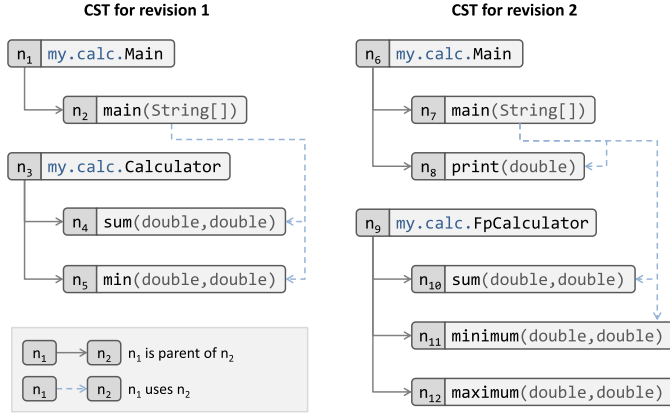 CST for revision 1
n1 my.calc.Main
n2 main(String[])
n3 my.calc.Calculator
n4 sum(double,double)
n5 min(double,double)
n1 n2 n1 is parent of n2
n1 n2 n1 uses n2
CST for revision 2
n6 my.calc.Main
n7 main(String[])
n8 print(double)
n9 my.calc.FpCalculator
n10 sum(double,double)
n11 minimum(double,double)
n12 maximum(double,double)